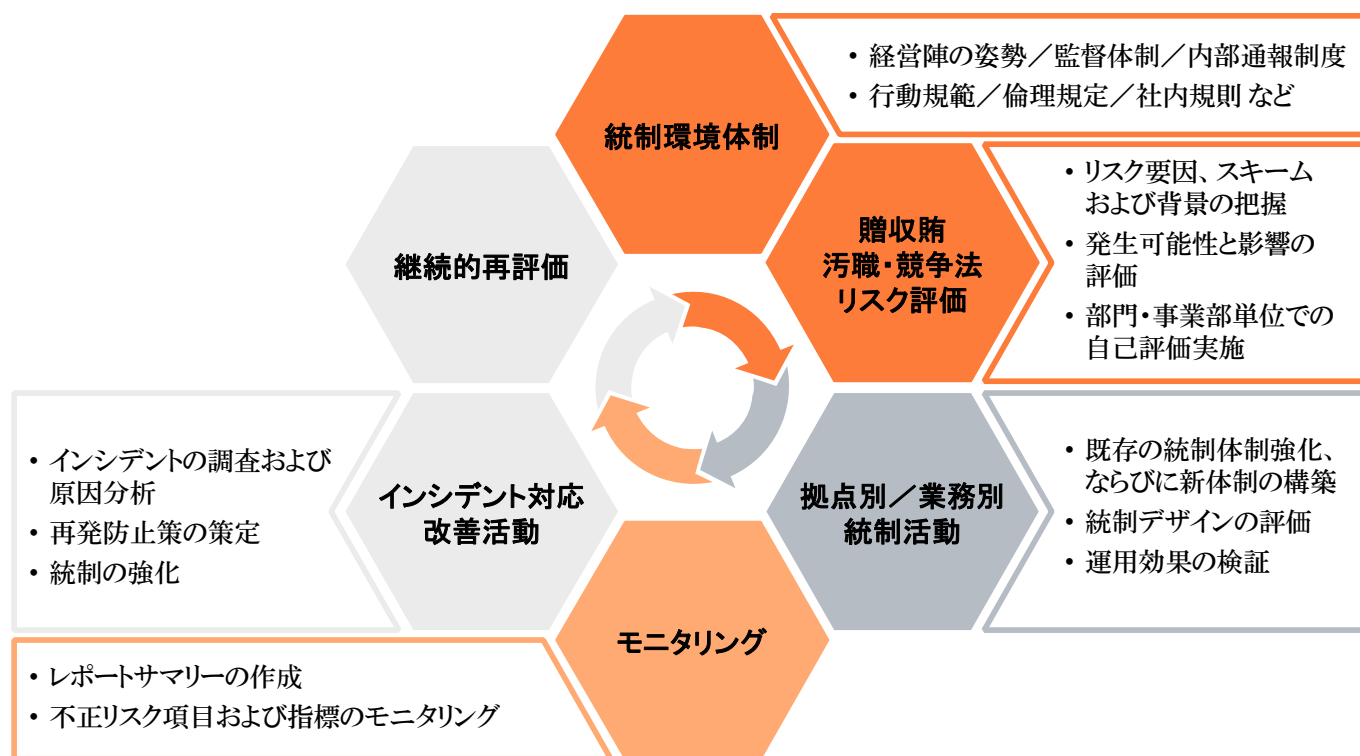 統制環境体制
・経営陣の姿勢／監督体制／内部通報制度
・行動規範／倫理規定／社内規則 など
贈収賄
汚職・競争法
リスク評価
・リスク要因、スキーム
および背景の把握
・発生可能性と影響の
評価
・部門・事業部単位での
自己評価実施
拠点別／業務別
統制活動
・既存の統制体制強化、
ならびに新体制の構築
・統制デザインの評価
・運用効果の検証
モニタリング
・レポートサマリーの作成
・不正リスク項目および指標のモニタリング
インシデント対応
改善活動
・インシデントの調査および
原因分析
・再発防止策の策定
・統制の強化
継続的再評価